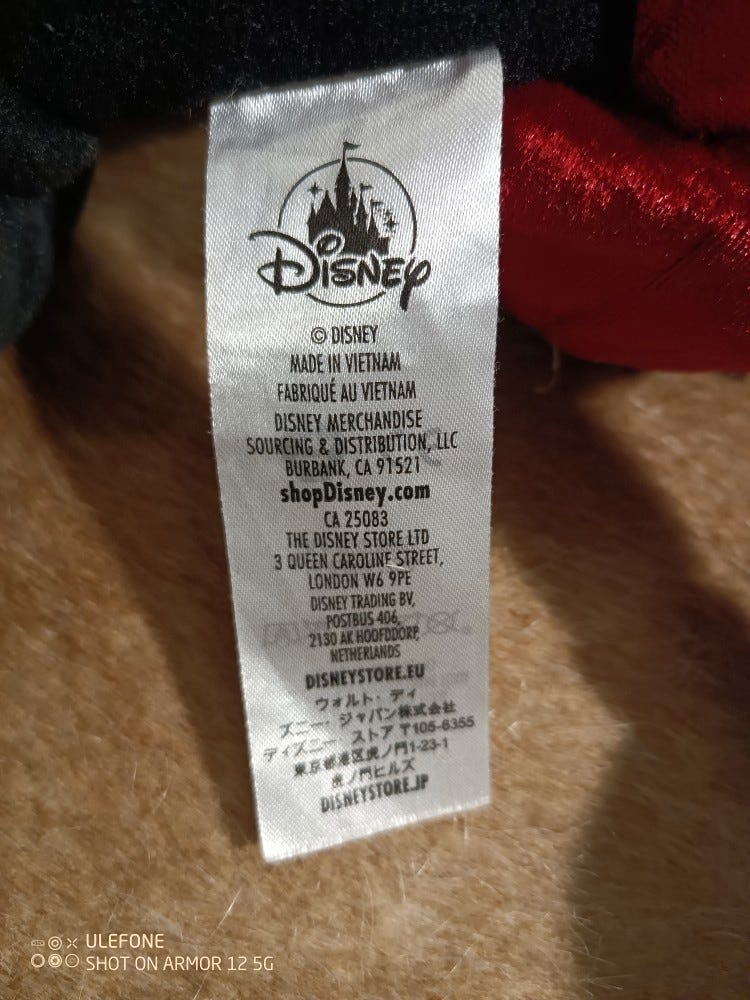 Disney
© DISNEY
MADE IN VIETNAM
FABRIQUÉ AU VIETNAM
DISNEY MERCHANDISE
SOURCING & DISTRIBUTION, LLC
BURBANK, CA 91521
shopDisney.com
CA 25083
THE DISNEY STORE LTD
3 QUEEN CAROLINE STREET,
LONDON W6 9PE
DISNEY TRADING BV,
POSTBUS 406,
2130 AK HOOFDDORP,
NETHERLANDS
DISNEYSTORE.EU
ウォルト・ディ
ズニー・ジャパン株式会社
ディズニー ストア 〒105-6355
東京都港区虎ノ門1-23-1
虎ノ門ヒルズ
DISNEYSTORE.JP
ULEFONE
SHOT ON ARMOR 12 5G